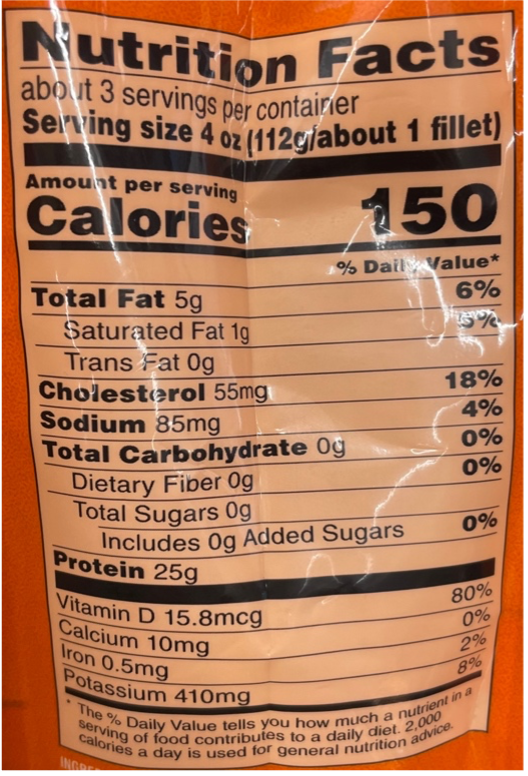 Nutrition Facts
about 3 servings per container
Serving size 4 oz (112g/about 1 fillet)
Amount per serving
Calories 150
% Daily Value*
Total Fat 5g 6%
Saturated Fat 1g 5%
Trans Fat 0g
Cholesterol 55mg 18%
Sodium 85mg 4%
Total Carbohydrate 0g 0%
Dietary Fiber 0g 0%
Total Sugars 0g
Includes 0g Added Sugars 0%
Protein 25g
Vitamin D 15.8mcg 80%
Calcium 10mg 0%
Iron 0.5mg 2%
Potassium 410mg 8%
* The % Daily Value tells you how much a nutrient in a
serving of food contributes to a daily diet. 2,000
calories a day is used for general nutrition advice.